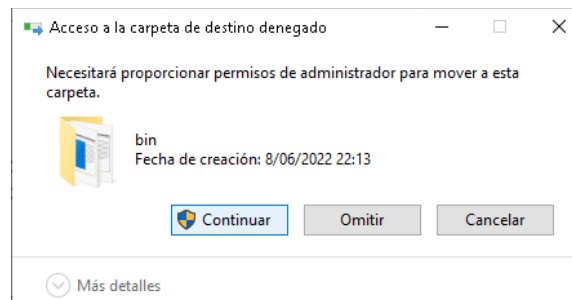 Acceso a la carpeta de destino denegado
Necesitará proporcionar permisos de administrador para mover a esta
carpeta.
bin
Fecha de creación: 8/06/2022 22:13
Continuar
Omitir
Cancelar
Más detalles